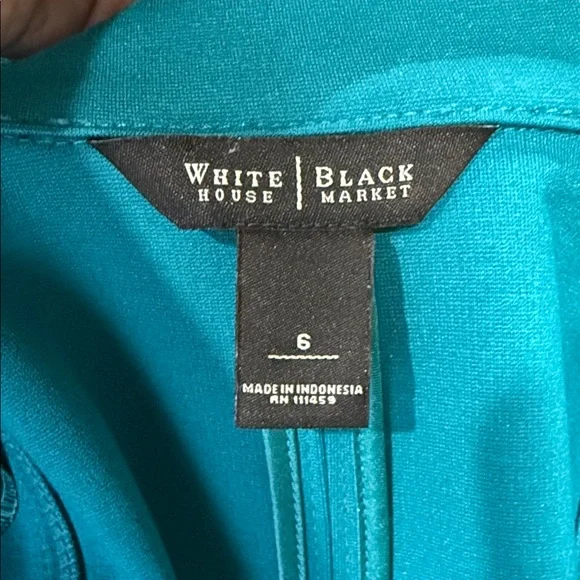 WHITE | BLACK
HOUSE MARKET
6
MADE IN INDONESIA
RN 111459